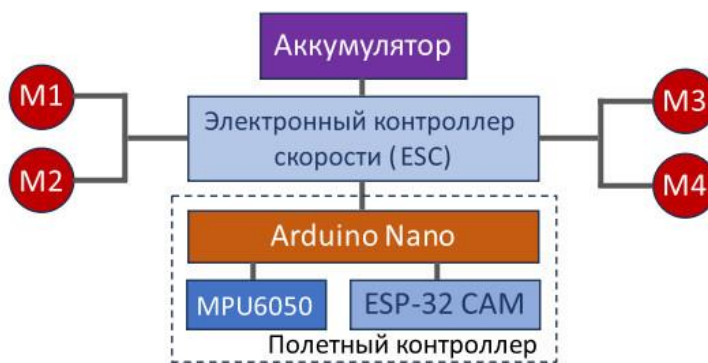 Аккумулятор
M1
M2
Электронный контроллер
скорости (ESC)
M3
M4
Arduino Nano
MPU6050
ESP-32 CAM
Полетный контроллер